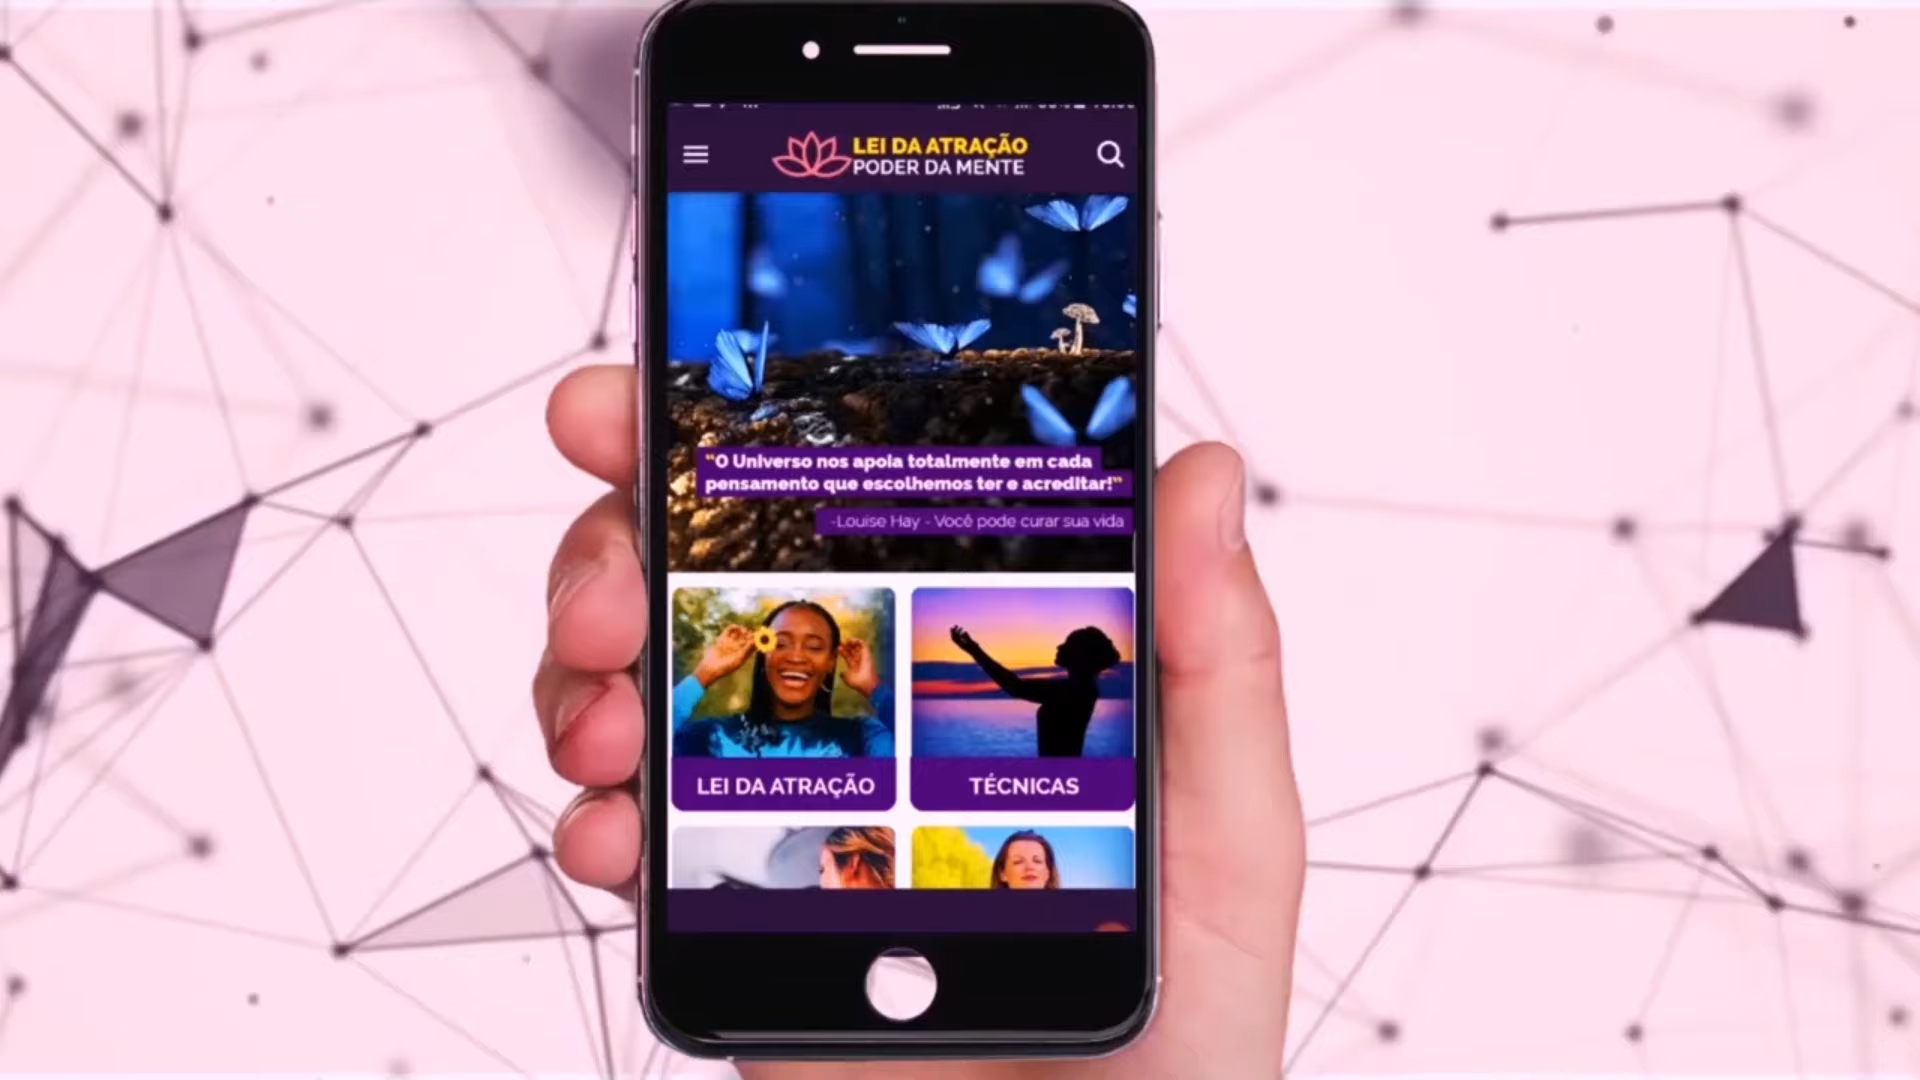 LEI DA ATRAÇÃO
PODER DA MENTE
"O Universo nos apoia totalmente em cada
pensamento que escolhemos ter e acreditar!"
-Louise Hay - Você pode curar sua vida
LEI DA ATRAÇÃO
TÉCNICAS